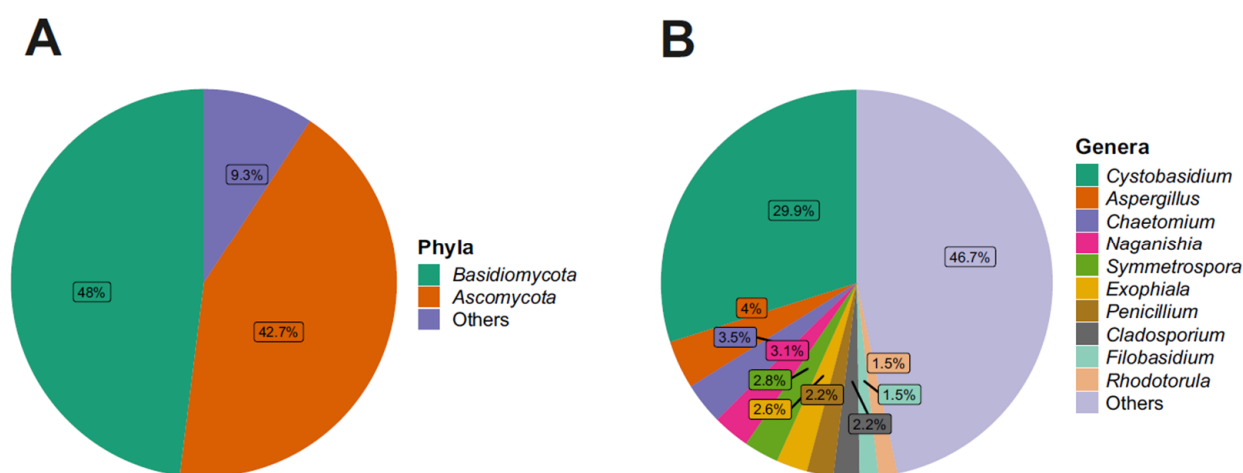 A
9.3%
48%
42.7%
Phyla
Basidiomycota
Ascomycota
Others
B
29.9%
46.7%
4%
3.5%
3.1%
2.8%
2.6%
2.2%
2.2%
1.5%
1.5%
Genera
Cystobasidium
Aspergillus
Chaetomium
Naganishia
Symmetrospora
Exophiala
Penicillium
Cladosporium
Filobasidium
Rhodotorula
Others